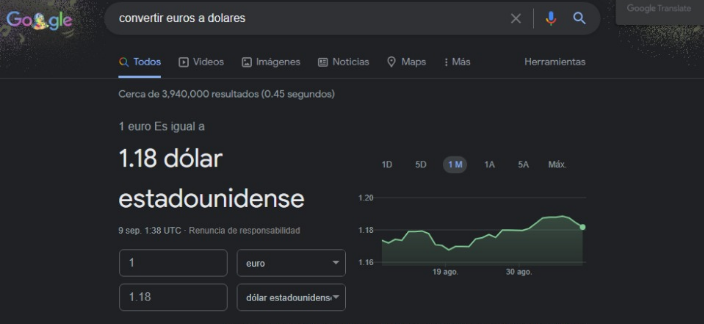 Google
convertir euros a dolares
Google Translate
Todos
Videos
Imágenes
Noticias
Maps
Más
Herramientas
Cerca de 3,940,000 resultados (0.45 segundos)
1 euro Es igual a
1.18 dólar
estadounidense
9 sep. 1:38 UTC · Renuncia de responsabilidad
1 euro
1.18 dólar estadounidens
1D 5D 1 M 1A 5A Máx.
1.20
1.18
1.16
19 ago. 30 ago.